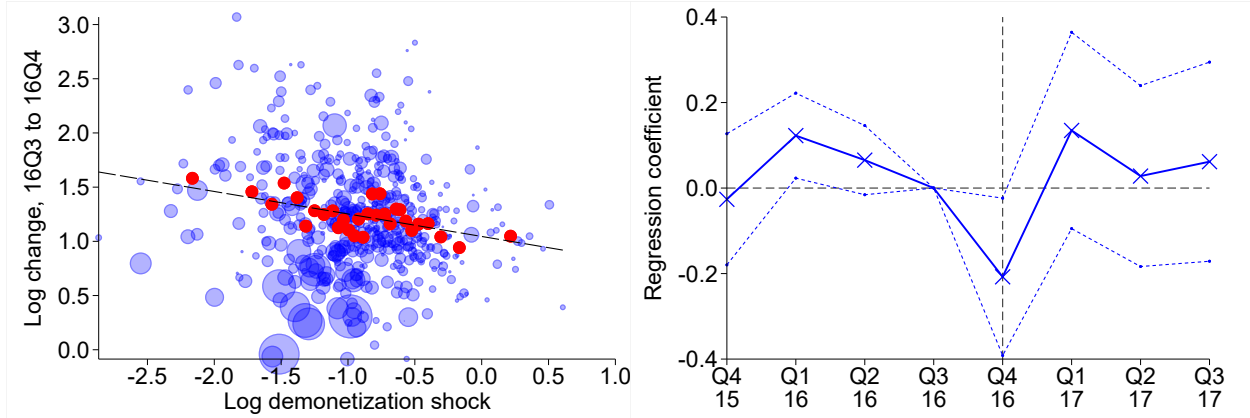 Log change, 16Q3 to 16Q4
3.0
2.5
2.0
1.5
1.0
0.5
0.0
-2.5 -2.0 -1.5 -1.0 -0.5 0.0 0.5 1.0
Log demonetization shock
Regression coefficient
0.4
0.2
0.0
-0.2
-0.4
Q4 Q1 Q2 Q3 Q4 Q1 Q2 Q3
15 16 16 16 16 17 17 17